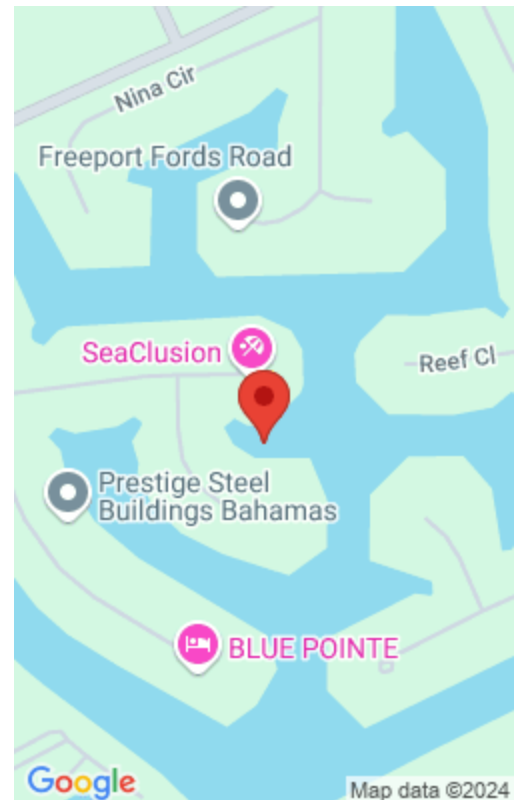 Nina Cir
Freeport Fords Road
SeaClusion
Reef Cl
Prestige Steel
Buildings Bahamas
BLUE POINTE
Google
Map data ©2024